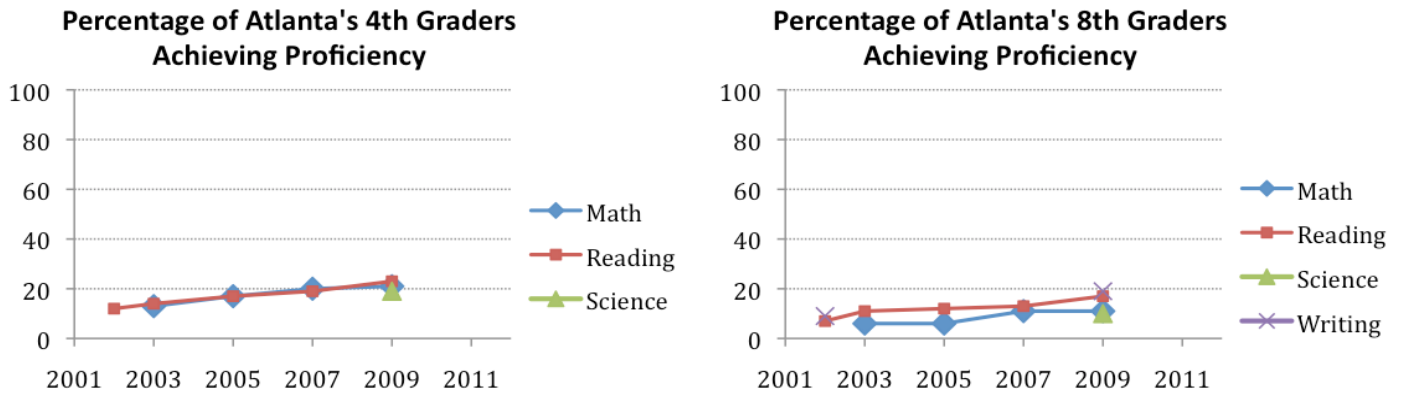 Percentage of Atlanta's 4th Graders
Achieving Proficiency
100
80
60
40
20
0
2001 2003 2005 2007 2009 2011
Math
Reading
Science
Percentage of Atlanta's 8th Graders
Achieving Proficiency
100
80
60
40
20
0
2001 2003 2005 2007 2009 2011
Math
Reading
Science
Writing